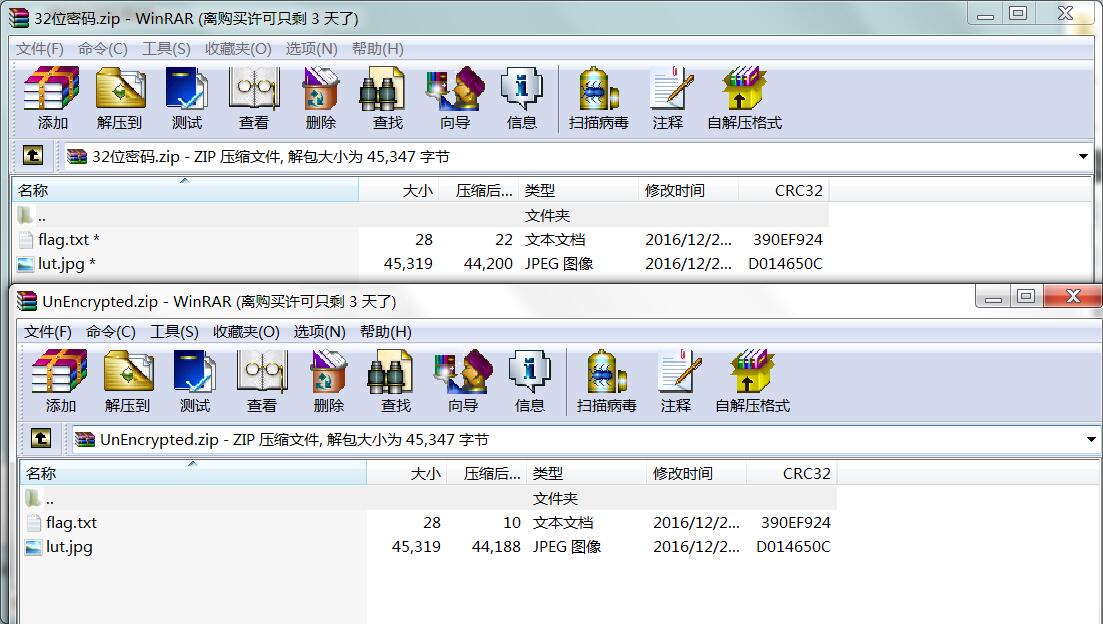 32位密码.zip - WinRAR (离购买许可只剩 3 天了)
文件(F) 命令(C) 工具(S) 收藏夹(O) 选项(N) 帮助(H)
添加 解压到 测试 查看 删除 查找 向导 信息 扫描病毒 注释 自解压格式
32位密码.zip - ZIP 压缩文件, 解包大小为 45,347 字节
名称 大小 压缩后... 类型 修改时间 CRC32
.. 文件夹
flag.txt * 28 22 文本文档 2016/12/2... 390EF924
lut.jpg * 45,319 44,200 JPEG 图像 2016/12/2... D014650C
UnEncrypted.zip - WinRAR (离购买许可只剩 3 天了)
文件(F) 命令(C) 工具(S) 收藏夹(O) 选项(N) 帮助(H)
添加 解压到 测试 查看 删除 查找 向导 信息 扫描病毒 注释 自解压格式
UnEncrypted.zip - ZIP 压缩文件, 解包大小为 45,347 字节
名称 大小 压缩后... 类型 修改时间 CRC32
.. 文件夹
flag.txt 28 10 文本文档 2016/12/2... 390EF924
lut.jpg 45,319 44,188 JPEG 图像 2016/12/2... D014650C